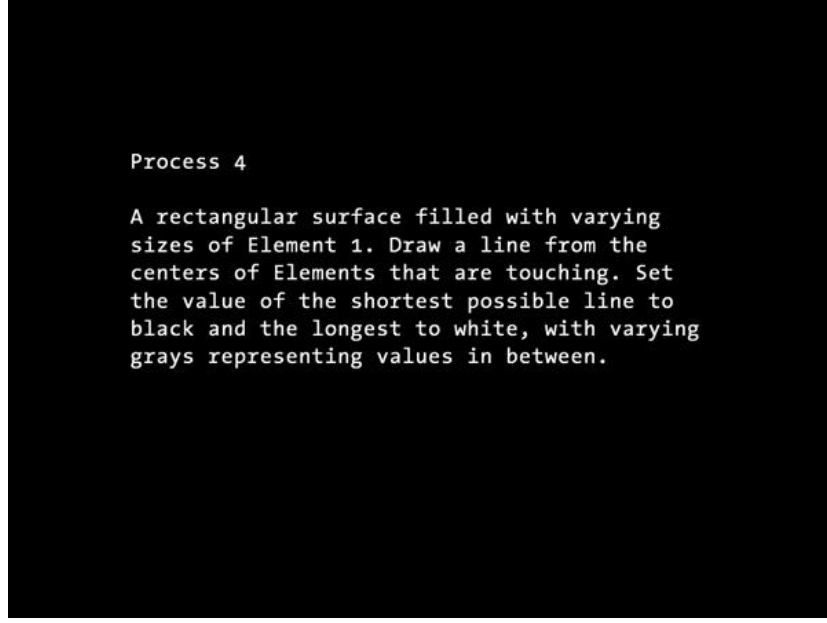 Process 4
A rectangular surface filled with varying
sizes of Element 1. Draw a line from the
centers of Elements that are touching. Set
the value of the shortest possible line to
black and the longest to white, with varying
grays representing values in between.